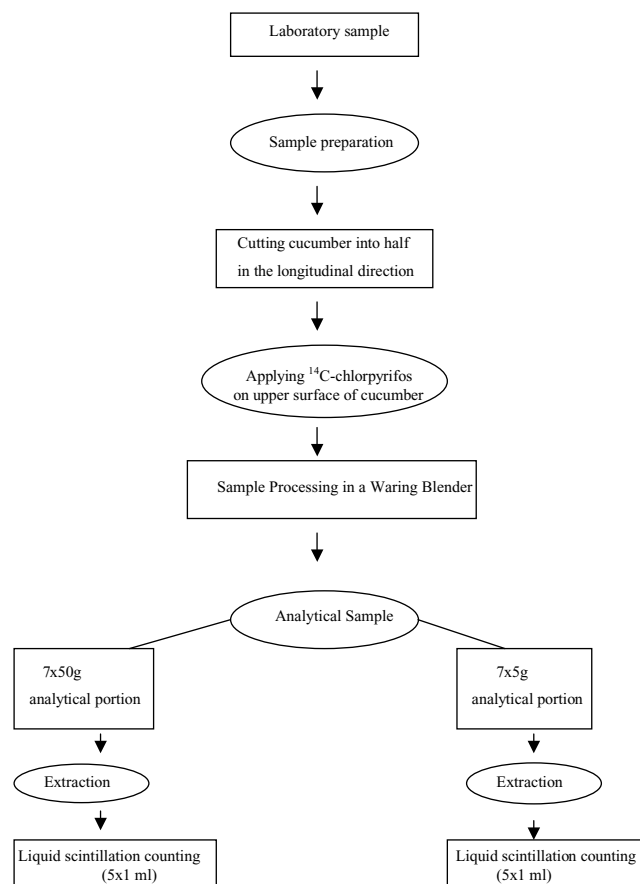 Laboratory sample
Sample preparation
Cutting cucumber into half
in the longitudinal direction
Applying ¹⁴C-chlorpyrifos
on upper surface of cucumber
Sample Processing in a Waring Blender
Analytical Sample
7x50g
analytical portion
7x5g
analytical portion
Extraction
Extraction
Liquid scintillation counting
(5x1 ml)
Liquid scintillation counting
(5x1 ml)